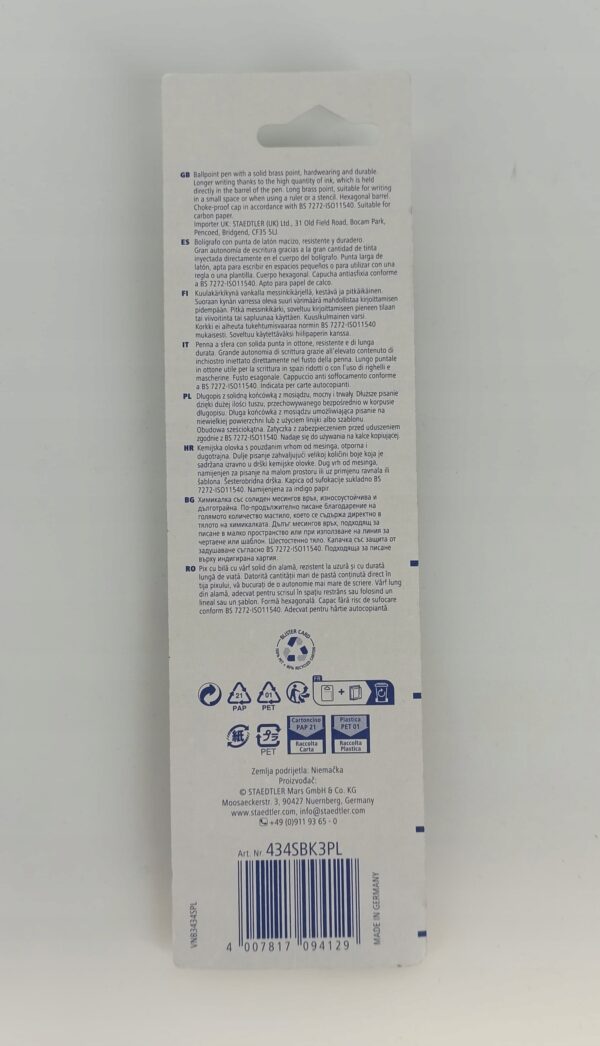 GB Ballpoint pen with a solid brass point, hardwearing and durable.
Longer writing thanks to the high quantity of ink, which is held
directly in the barrel of the pen. Long brass point, suitable for writing
in a small space or when using a ruler or a stencil. Hexagonal barrel.
Choke-proof cap in accordance with BS 7272-ISO11540. Suitable for
carbon paper.
Importer UK: STAEDTLER (UK) Ltd., 31 Old Field Road, Bocam Park,
Pencoed, Bridgend, CF35 5LJ.
ES Bolígrafo con punta de latón macizo, resistente y duradero.
Gran autonomía de escritura gracias a la gran cantidad de tinta
inyectada directamente en el cuerpo del bolígrafo. Punta larga de
latón, apta para escribir en espacios pequeños o para utilizar con una
regla o una plantilla. Cuerpo hexagonal. Capucha antiasfixia conforme
a BS 7272-ISO11540. Apto para papel de calco.
FI Kuulakärkikynä vankalla messinkikärjellä, kestävä ja pitkäikäinen.
Suoraan kynän varressa oleva suuri värimäärä mahdollistaa kirjoittamisen
pidempään. Pitkä messinkikärki, soveltuu kirjoittamiseen pieneen tilaan
tai viivoitinta tai sapluunaa käyttäen. Kuusikulmainen varsi.
Korkki ei aiheuta tukehtumisvaaraa normin BS 7272-ISO11540
mukaisesti. Soveltuu käytettäväksi hiilipaperin kanssa.
IT Penna a sfera con solida punta in ottone, resistente e di lunga
durata. Grande autonomia di scrittura grazie all'elevato contenuto di
inchiostro iniettato direttamente nel fusto della penna. Lungo puntale
in ottone utile per la scrittura in spazi ridotti o con l'uso di righelli e
mascherine. Fusto esagonale. Cappuccio anti soffocamento conforme
a BS 7272-ISO11540. Indicata per carte autocopianti.
PL Długopis z solidną końcówką z mosiądzu, mocny i trwały. Dłuższe pisanie
dzięki dużej ilości tuszu, przechowywanego bezpośrednio w korpusie
długopisu. Długa końcówka z mosiądzu umożliwiająca pisanie na
niewielkiej powierzchni lub z użyciem linijki albo szablonu.
Obudowa sześciokątna. Zatyczka z zabezpieczeniem przed uduszeniem
zgodnie z BS 7272-ISO11540. Nadaje się do używania na kalce kopiującej.
HR Kemijska olovka s pouzdanim vrhom od mesinga, otporna i
dugotrajna. Dulje pisanje zahvaljujući velikoj količini boje koja je
sadržana izravno u drški kemijske olovke. Dug vrh od mesinga,
namijenjen za pisanje na malom prostoru ili uz primjenu ravnala ili
šablona. Šesterobridna drška. Kapica od sufokacije sukladno BS
7272-ISO11540. Namijenjena za indigo papir.
BG Химикалка със солиден месингов връх, износоустойчива и
дълготрайна. По-продължително писане благодарение на
голямото количество мастило, което се съдържа директно в
тялото на химикалката. Дълъг месингов връх, подходящ за
писане в малко пространство или при използване на линия за
чертаене или шаблон. Шестостенно тяло. Капачка със защита от
задушаване съгласно BS 7272-ISO11540. Подходяща за писане
върху индигирана хартия.
RO Pix cu bilă cu vârf solid din alamă, rezistent la uzură și cu durată
lungă de viață. Datorită cantității mari de pastă conținută direct în
tija pixului, vă bucurați de o autonomie mai mare de scriere. Vârf lung
din alamă, adecvat pentru scrisul în spațiu restrâns sau folosind un
lineal sau un șablon. Formă hexagonală. Capac fără risc de sufocare
conform BS 7272-ISO11540. Adecvat pentru hârtie autocopiantă.
BLISTER CARD
FR
21
PAP
01
PET
+
紙
プラ
PET
Cartoncino
PAP 21
Raccolta
Carta
Plastica
PET 01
Raccolta
Plastica
Zemlja podrijetla: Niemačka
Proizvođač:
© STAEDTLER Mars GmbH & Co. KG
Moosaeckerstr. 3, 90427 Nuernberg, Germany
www.staedtler.com, info@staedtler.com
+49 (0)911 93 65 - 0
Art. Nr. 434SBK3PL
4 007817 094129
VNB3434SPL
MADE IN GERMANY